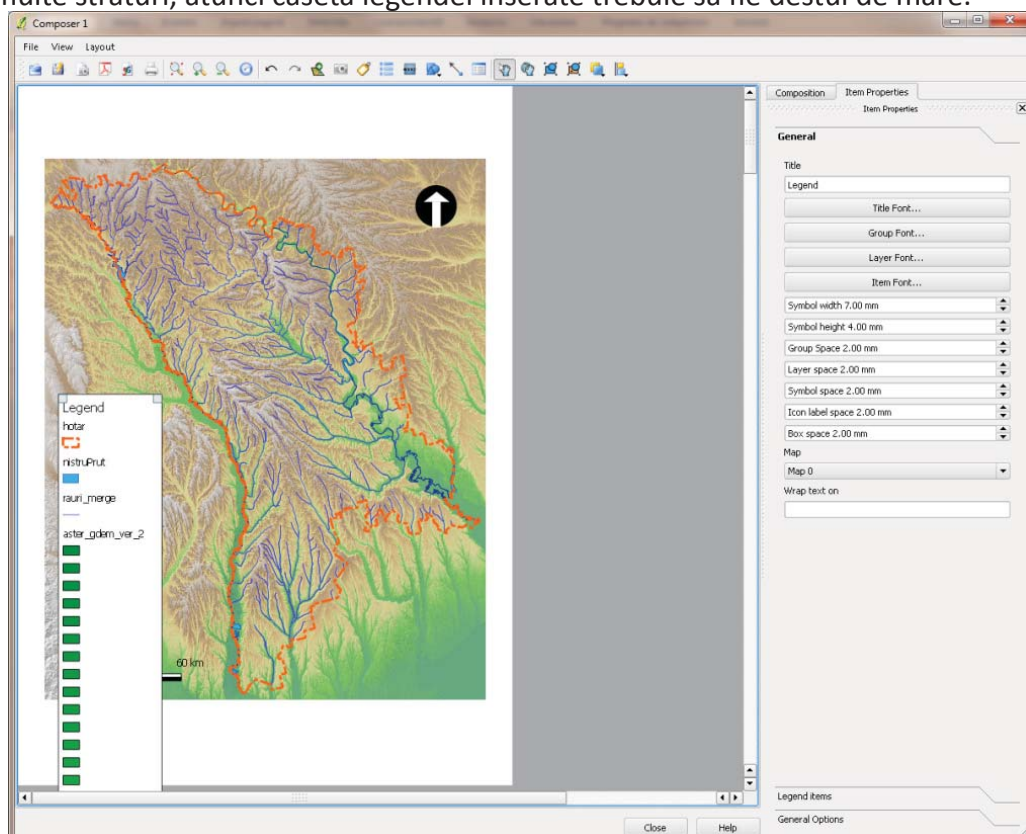 multe straturi, atunci caseta legendei inserate trebuie să fie destul de mare.
Composer 1
File View Layout
Composition Item Properties
Item Properties
General
Title
Legend
Title Font...
Group Font...
Layer Font...
Item Font...
Symbol width 7.00 mm
Symbol height 4.00 mm
Group Space 2.00 mm
Layer space 2.00 mm
Symbol space 2.00 mm
Icon label space 2.00 mm
Box space 2.00 mm
Map
Map 0
Wrap text on
Legend
hotar
nistruPrut
rauri_merge
aster_gdem_ver_2
60 km
Legend items
General Options
Close Help